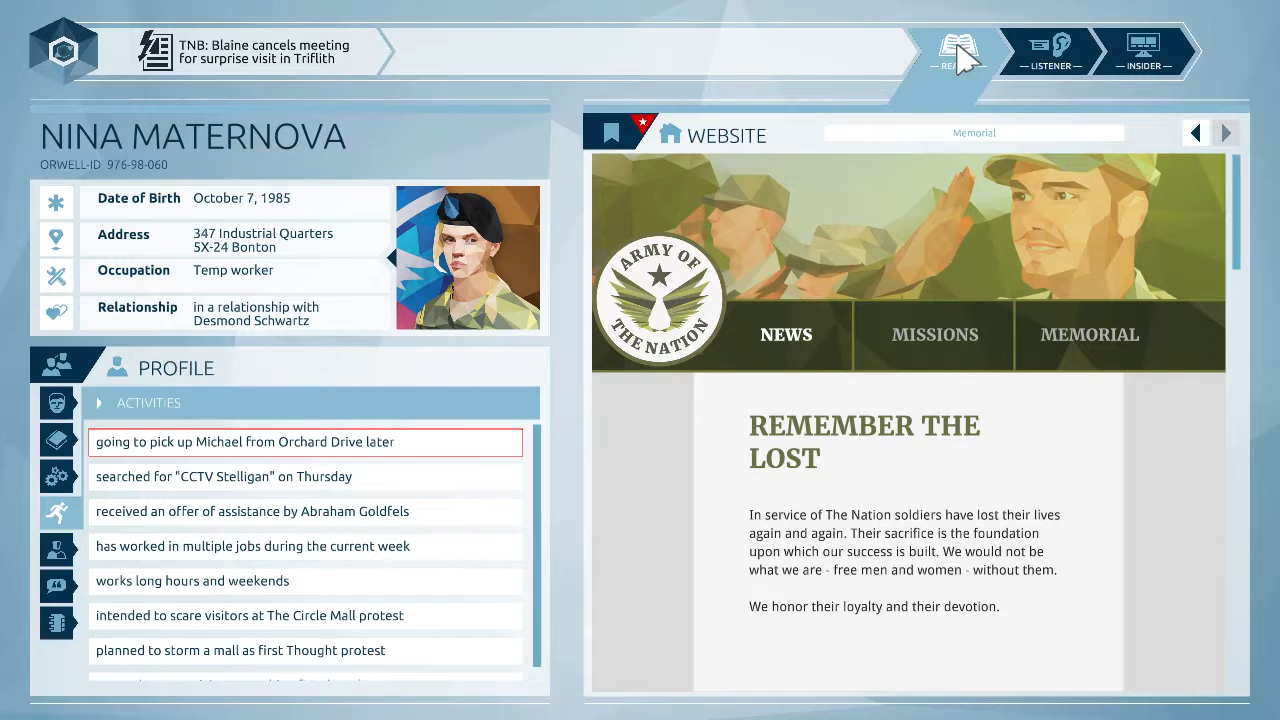 TNB: Blaine cancels meeting
for surprise visit in Triflith
LISTENER
INSIDER
NINA MATERNOVA
ORWELL-ID 976-98-060
Date of Birth October 7, 1985
Address 347 Industrial Quarters
5X-24 Bonton
Occupation Temp worker
Relationship in a relationship with
Desmond Schwartz
PROFILE
ACTIVITIES
going to pick up Michael from Orchard Drive later
searched for "CCTV Stelligan" on Thursday
received an offer of assistance by Abraham Goldfels
has worked in multiple jobs during the current week
works long hours and weekends
intended to scare visitors at The Circle Mall protest
planned to storm a mall as first Thought protest
WEBSITE
Memorial
ARMY OF
THE NATION
NEWS
MISSIONS
MEMORIAL
REMEMBER THE
LOST
In service of The Nation soldiers have lost their lives
again and again. Their sacrifice is the foundation
upon which our success is built. We would not be
what we are - free men and women - without them.
We honor their loyalty and their devotion.